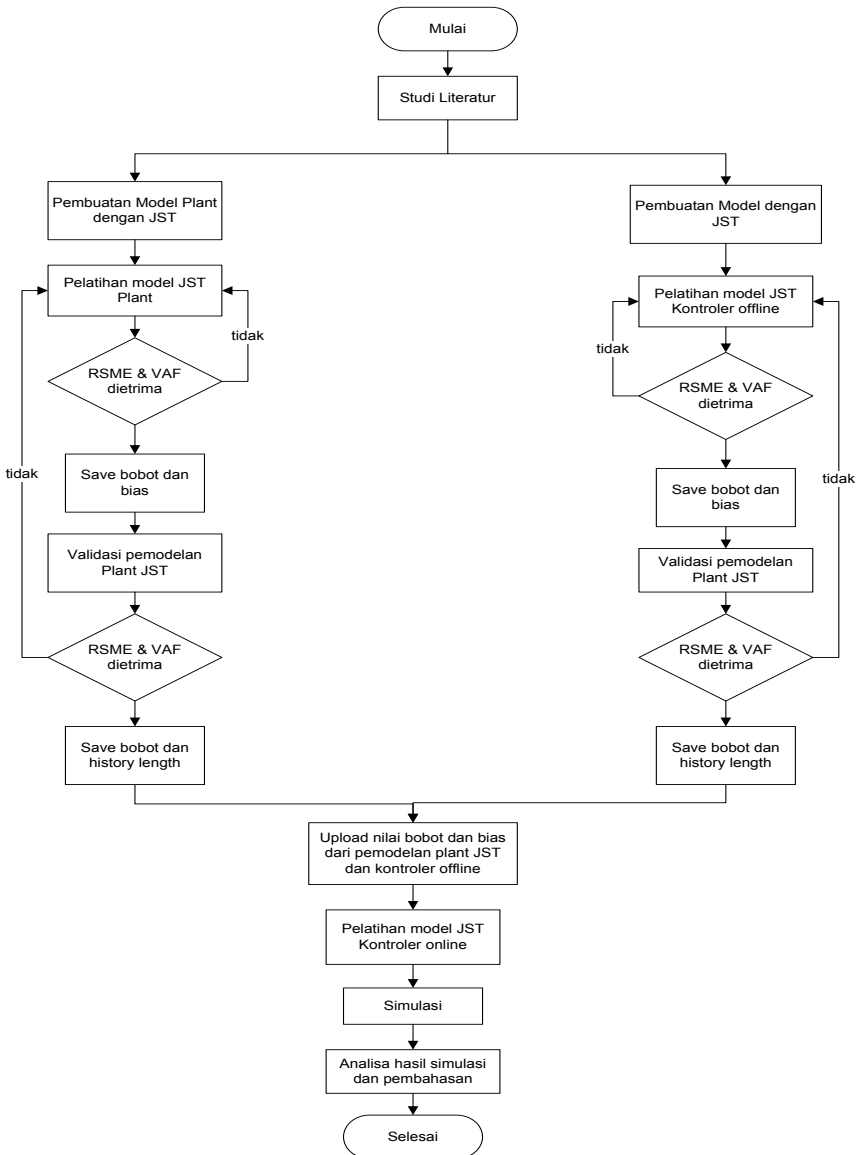 Mulai
Studi Literatur
Pembuatan Model Plant
dengan JST
Pelatihan model JST
Plant
tidak
RSME & VAF
dietrima
tidak
Save bobot dan
bias
Validasi pemodelan
Plant JST
RSME & VAF
dietrima
Save bobot dan
history length
Pembuatan Model dengan
JST
Pelatihan model JST
Kontroler offline
tidak
RSME & VAF
dietrima
tidak
Save bobot dan
bias
Validasi pemodelan
Plant JST
RSME & VAF
dietrima
Save bobot dan
history length
Upload nilai bobot dan bias
dari pemodelan plant JST
dan kontroler offline
Pelatihan model JST
Kontroler online
Simulasi
Analisa hasil simulasi
dan pembahasan
Selesai